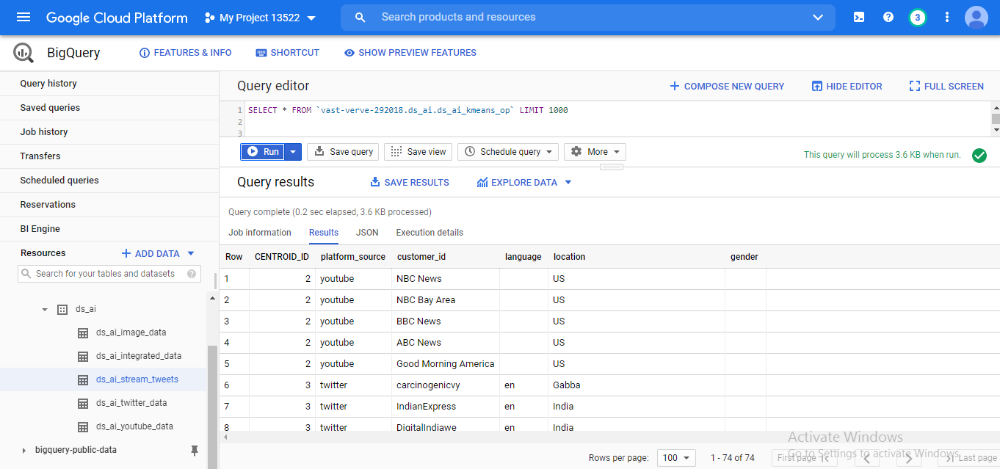 Google Cloud Platform My Project 13522 Search products and resources 3
BigQuery FEATURES & INFO SHORTCUT SHOW PREVIEW FEATURES
Query history
Saved queries
Job history
Transfers
Scheduled queries
Reservations
BI Engine
Resources ADD DATA
Search for your tables and datasets
ds_ai
ds_ai_image_data
ds_ai_integrated_data
ds_ai_stream_tweets
ds_ai_twitter_data
ds_ai_youtube_data
bigquery-public-data
Query editor COMPOSE NEW QUERY HIDE EDITOR FULL SCREEN
1 SELECT * FROM `vast-verve-292018.ds_ai.ds_ai_kmeans_op` LIMIT 1000
2
3
Run Save query Save view Schedule query More This query will process 3.6 KB when run.
Query results SAVE RESULTS EXPLORE DATA
Query complete (0.2 sec elapsed, 3.6 KB processed)
Job information Results JSON Execution details
Row CENTROID_ID platform_source customer_id language location gender
1 2 youtube NBC News US
2 2 youtube NBC Bay Area US
3 2 youtube BBC News US
4 2 youtube ABC News US
5 2 youtube Good Morning America US
6 3 twitter carcinogenicvy en Gabba
7 3 twitter IndianExpress en India
8 3 twitter DigitalIndiawe en India
Activate Windows
Go to Settings to activate Windows.
Rows per page: 100 1 - 74 of 74 First page Last page